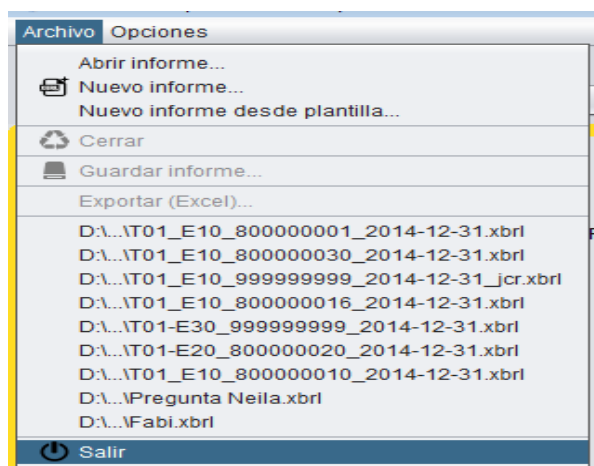 Archivo Opciones
Abrir informe...
Nuevo informe...
Nuevo informe desde plantilla...
Cerrar
Guardar informe...
Exportar (Excel)...
D:\...\T01_E10_800000001_2014-12-31.xbrl
D:\...\T01_E10_800000030_2014-12-31.xbrl
D:\...\T01_E10_999999999_2014-12-31_jcr.xbrl
D:\...\T01_E10_800000016_2014-12-31.xbrl
D:\...\T01-E30_999999999_2014-12-31.xbrl
D:\...\T01-E20_800000020_2014-12-31.xbrl
D:\...\T01_E10_800000010_2014-12-31.xbrl
D:\...\Pregunta Neila.xbrl
D:\...\Fabi.xbrl
Salir